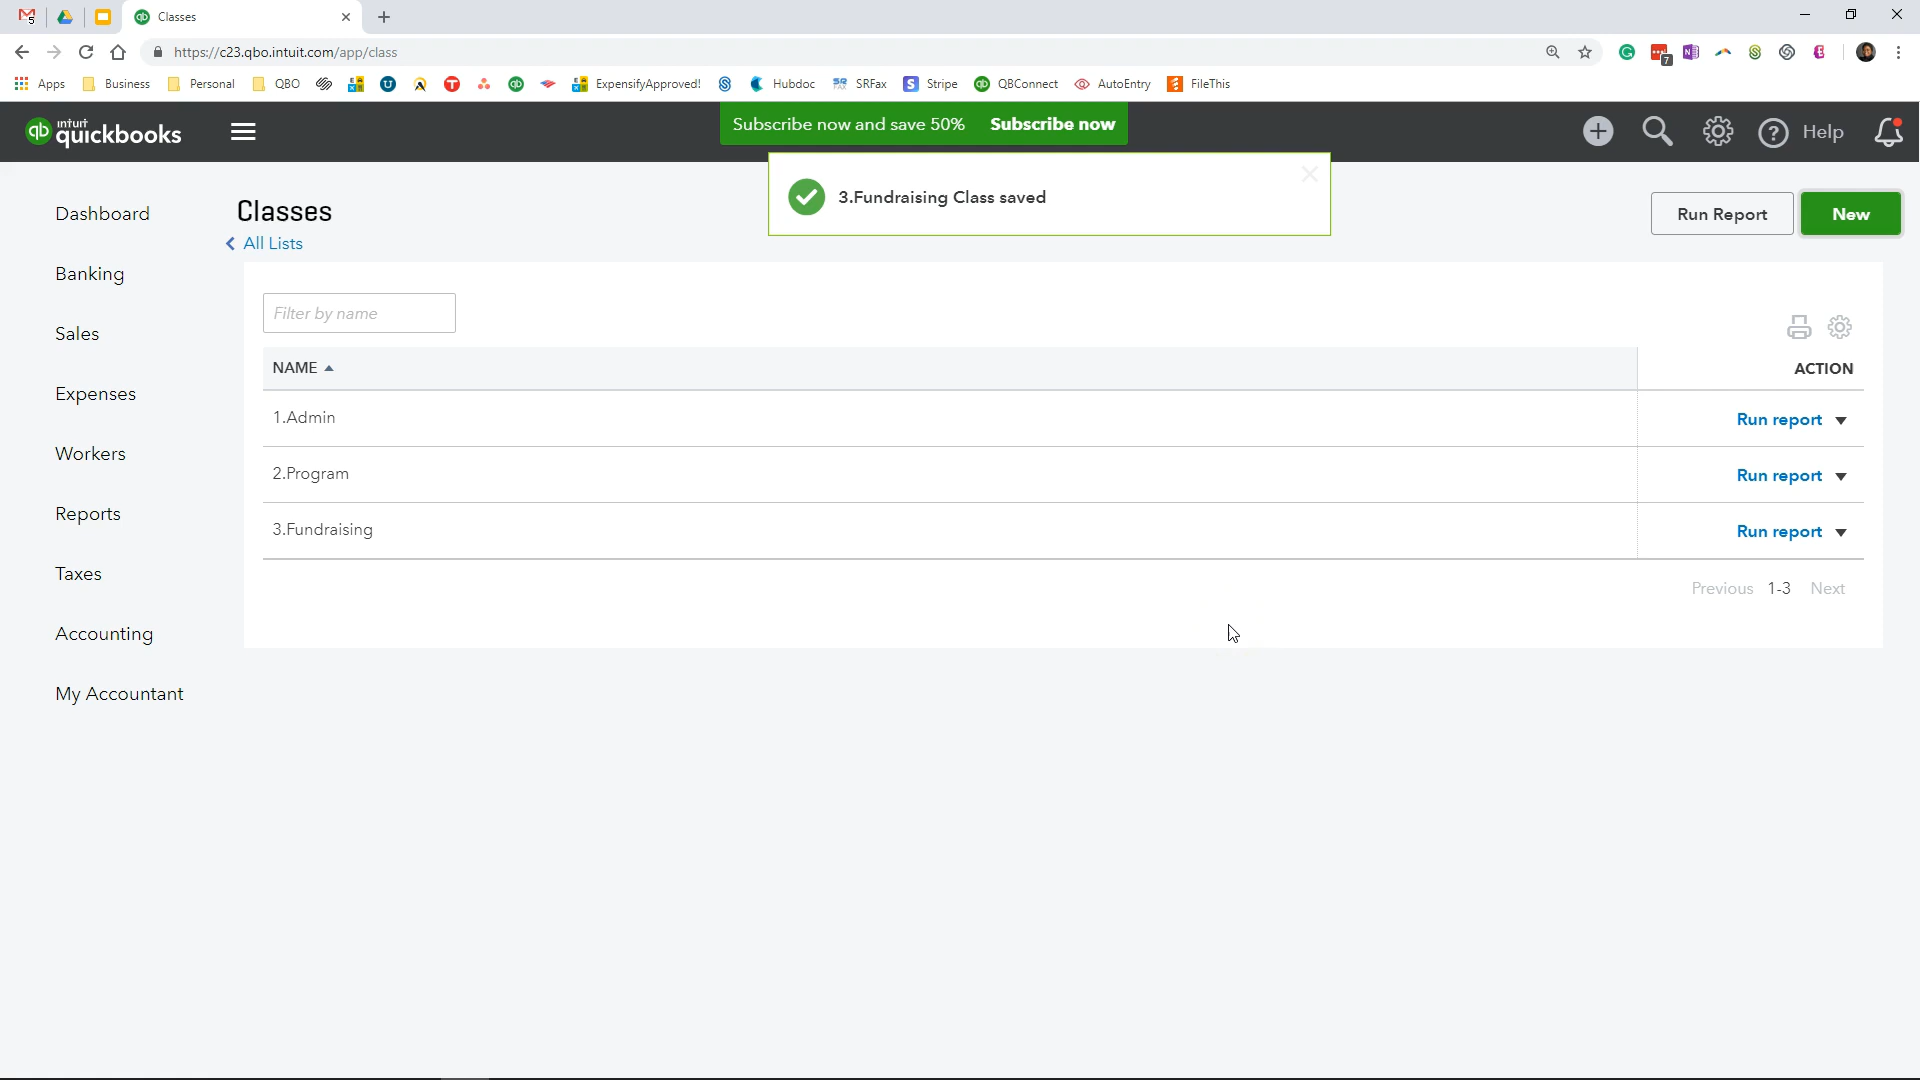 Classes
https://c23.qbo.intuit.com/app/class
7
Apps Business Personal QBO ExpensifyApproved! Hubdoc SRFax Stripe QBConnect AutoEntry FileThis
intuit quickbooks
Subscribe now and save 50% Subscribe now
Help
3.Fundraising Class saved
Classes
All Lists
Run Report
New
Dashboard
Banking
Sales
Expenses
Workers
Reports
Taxes
Accounting
My Accountant
Filter by name
NAME ACTION
1.Admin Run report
2.Program Run report
3.Fundraising Run report
Previous 1-3 Next